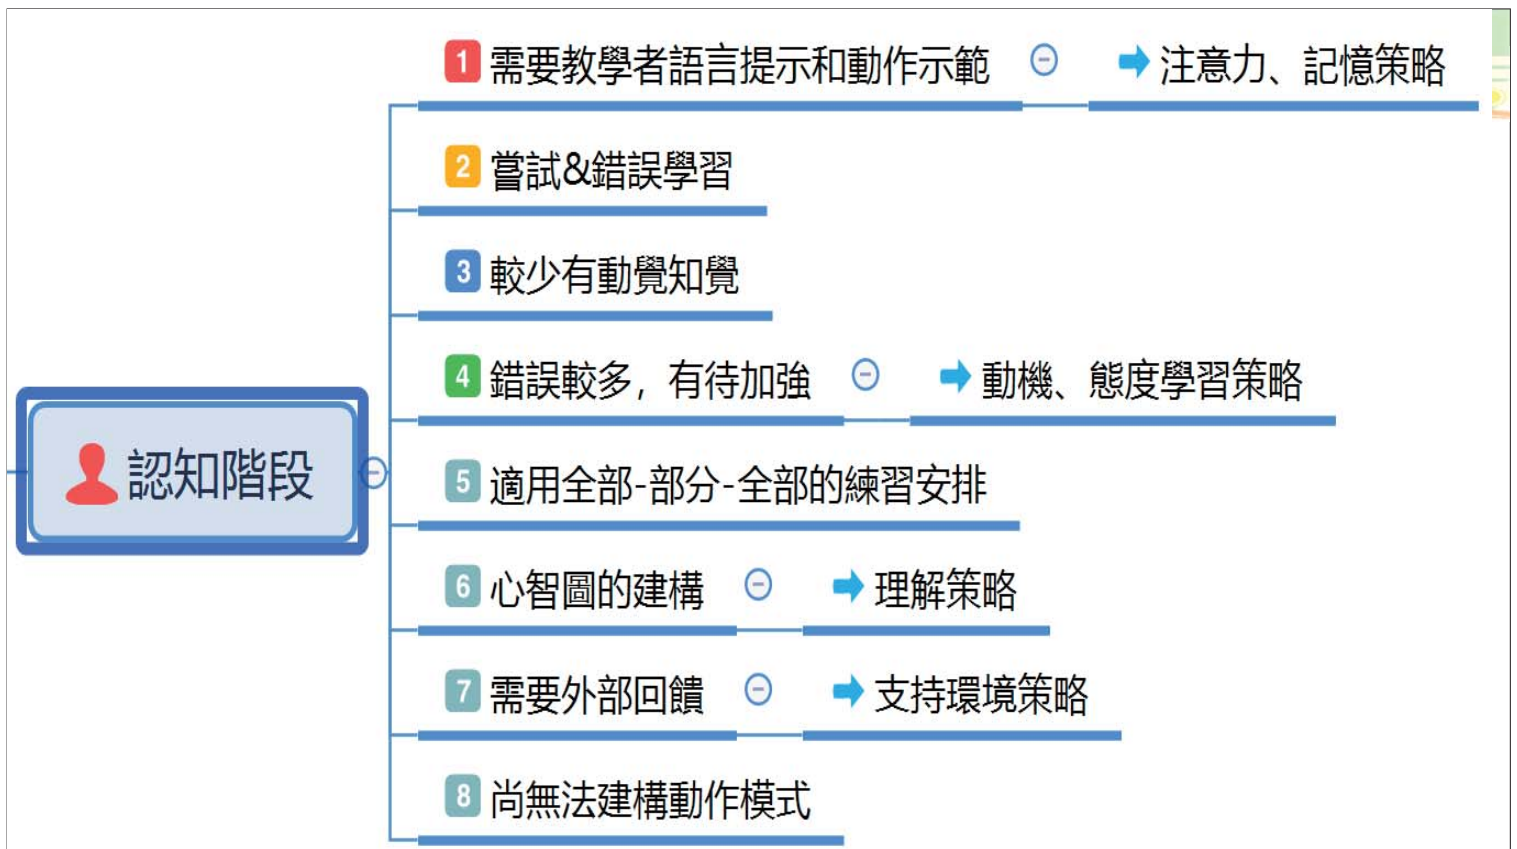 1 需要教學者語言提示和動作示範 注意力、記憶策略
2 嘗試&錯誤學習
3 較少有動覺知覺
4 錯誤較多，有待加強 動機、態度學習策略
認知階段
5 適用全部-部分-全部的練習安排
6 心智圖的建構 理解策略
7 需要外部回饋 支持環境策略
8 尚無法建構動作模式